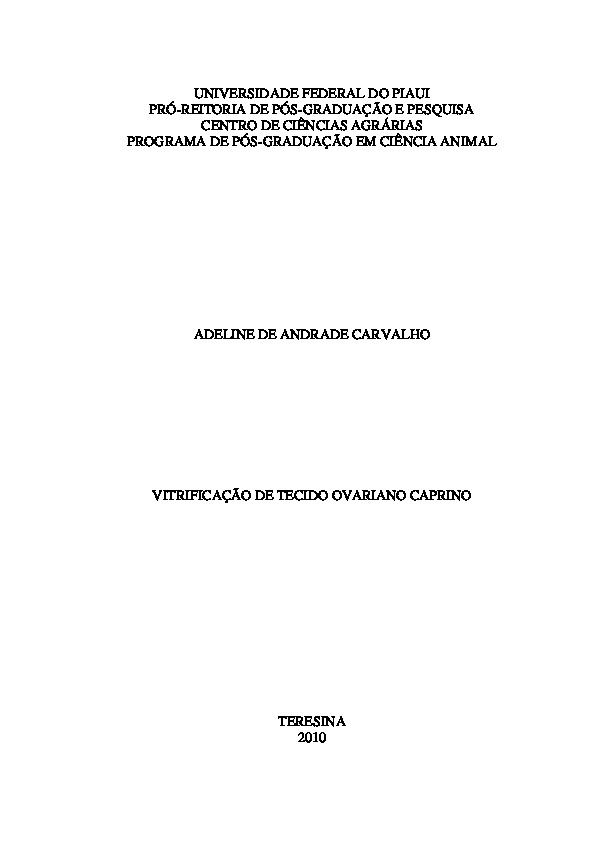 UNIVERSIDADE FEDERAL DO PIAUI
PRÓ-REITORIA DE PÓS-GRADUAÇÃO E PESQUISA
CENTRO DE CIÊNCIAS AGRÁRIAS
PROGRAMA DE PÓS-GRADUAÇÃO EM CIÊNCIA ANIMAL
ADELINE DE ANDRADE CARVALHO
VITRIFICAÇÃO DE TECIDO OVARIANO CAPRINO
TERESINA
2010